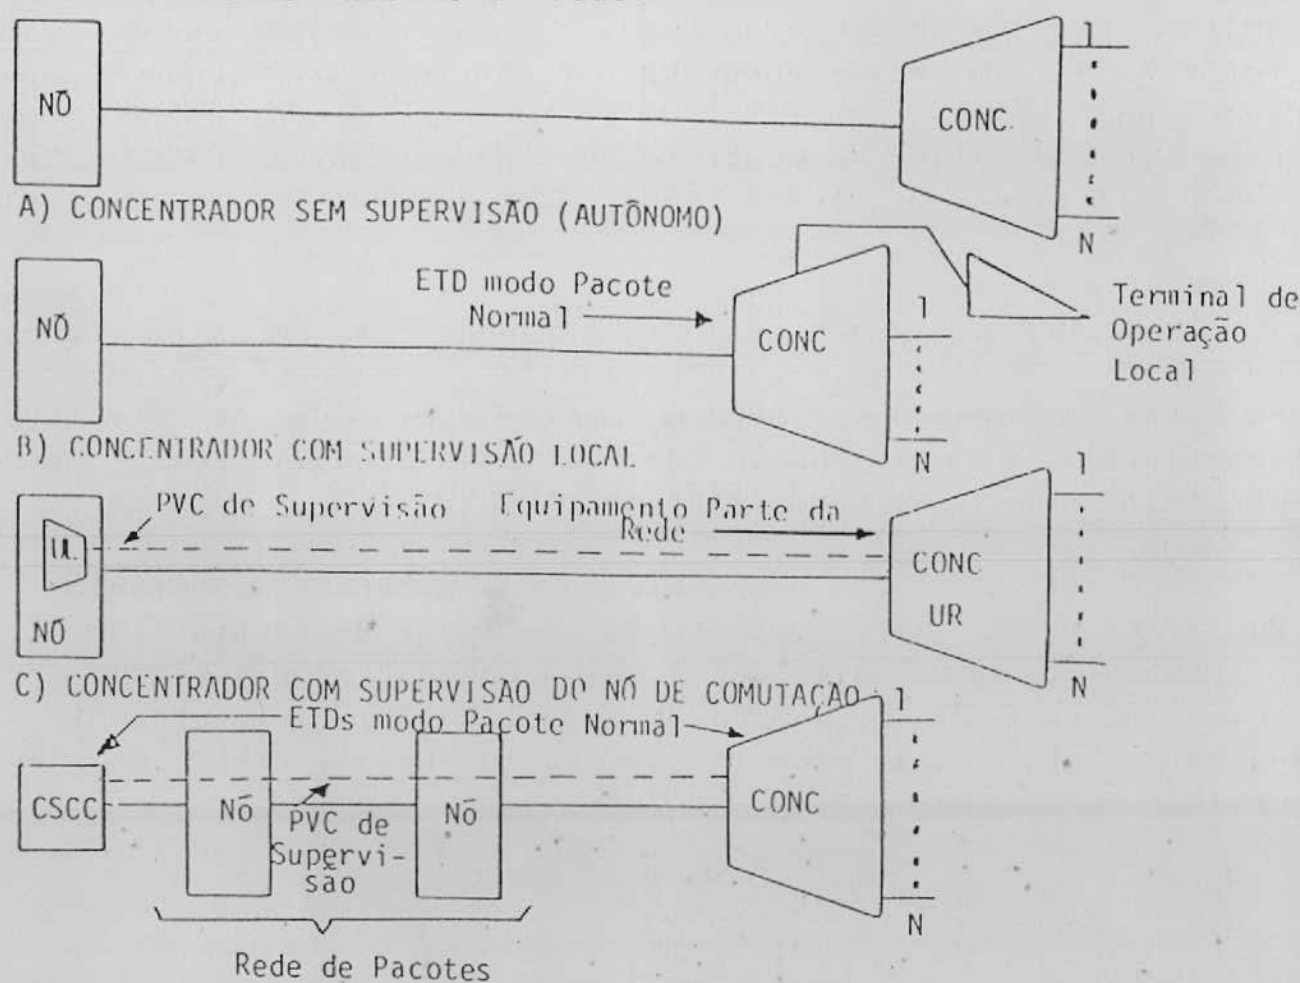 NÓ
CONC.
1
N
A) CONCENTRADOR SEM SUPERVISÃO (AUTÔNOMO)
NÓ
ETD modo Pacote
Normal
CONC
1
N
Terminal de
Operação
Local
B) CONCENTRADOR COM SUPERVISÃO LOCAL
PVC de Supervisão
Equipamento Parte da
Rede
UL
NÓ
CONC
UR
1
N
C) CONCENTRADOR COM SUPERVISÃO DO NÓ DE COMUTAÇÃO
ETDs modo Pacote Normal
CSCC
NÓ
PVC de
Supervi-
são
NÓ
CONC
1
N
Rede de Pacotes